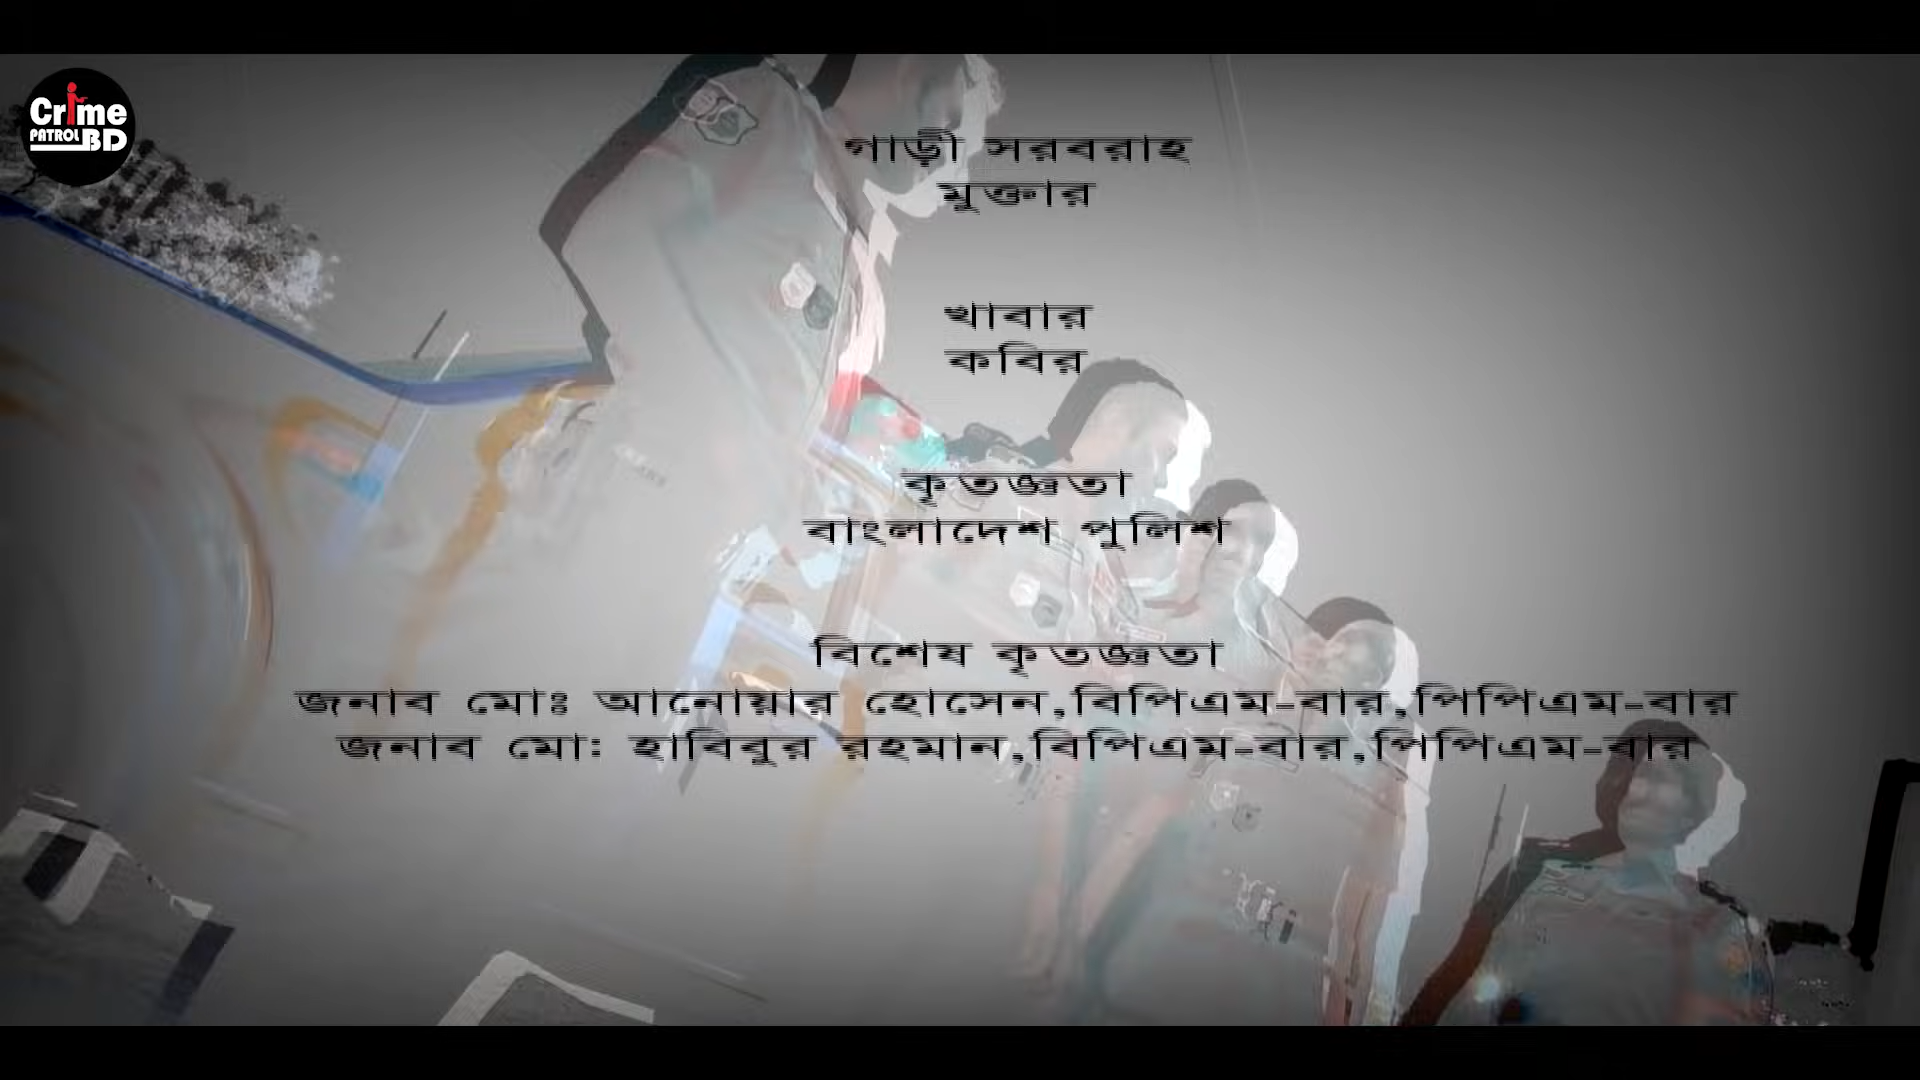 Crime
PATROL BD
গাড়ী সরবরাহ
মুক্তার
খাবার
কবির
কৃতজ্ঞতা
বাংলাদেশ পুলিশ
বিশেষ কৃতজ্ঞতা
জনাব মোঃ আনোয়ার হোসেন,বিপিএম-বার,পিপিএম-বার
জনাব মো: হাবিবুর রহমান,বিপিএম-বার,পিপিএম-বার